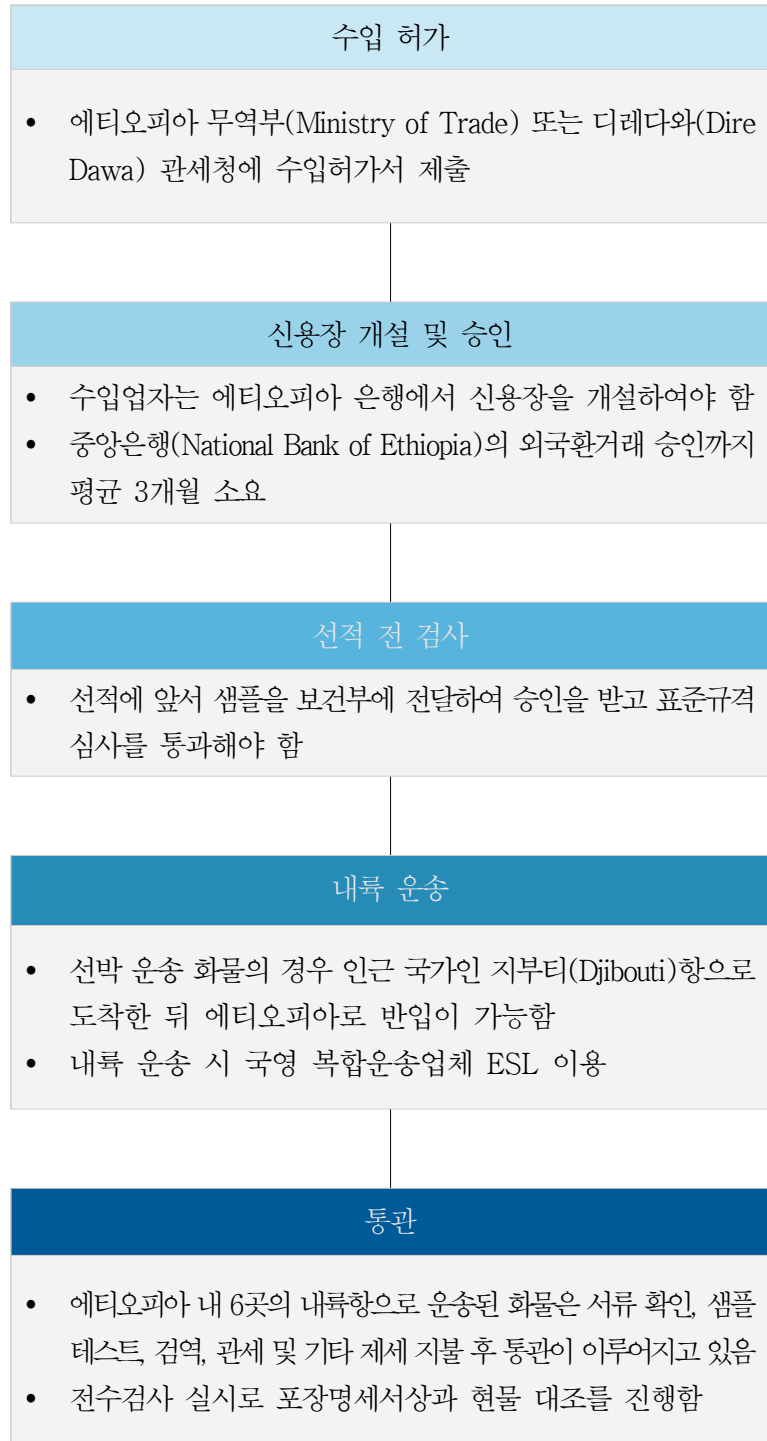 수입 허가
• 에티오피아 무역부(Ministry of Trade) 또는 디레다와(Dire
Dawa) 관세청에 수입허가서 제출
신용장 개설 및 승인
• 수입업자는 에티오피아 은행에서 신용장을 개설하여야 함
• 중앙은행(National Bank of Ethiopia)의 외국환거래 승인까지
평균 3개월 소요
선적 전 검사
• 선적에 앞서 샘플을 보건부에 전달하여 승인을 받고 표준규격
심사를 통과해야 함
내륙 운송
• 선박 운송 화물의 경우 인근 국가인 지부티(Djibouti)항으로
도착한 뒤 에티오피아로 반입이 가능함
• 내륙 운송 시 국영 복합운송업체 ESL 이용
통관
• 에티오피아 내 6곳의 내륙항으로 운송된 화물은 서류 확인, 샘플
테스트, 검역, 관세 및 기타 제세 지불 후 통관이 이루어지고 있음
• 전수검사 실시로 포장명세서상과 현물 대조를 진행함